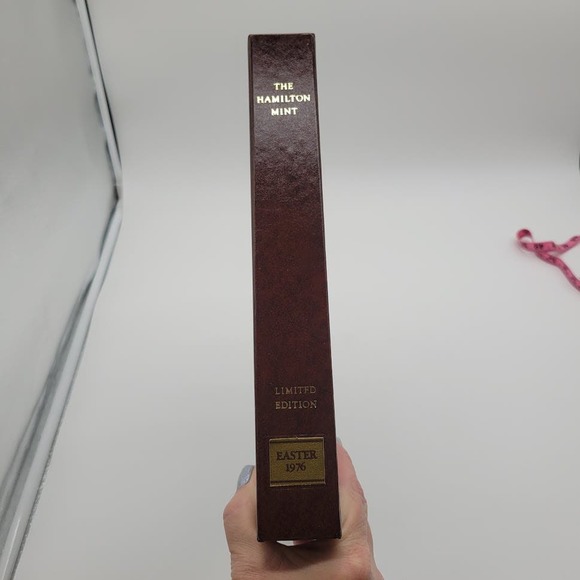 THE
HAMILTON
MINT
LIMITED
EDITION
EASTER
1976